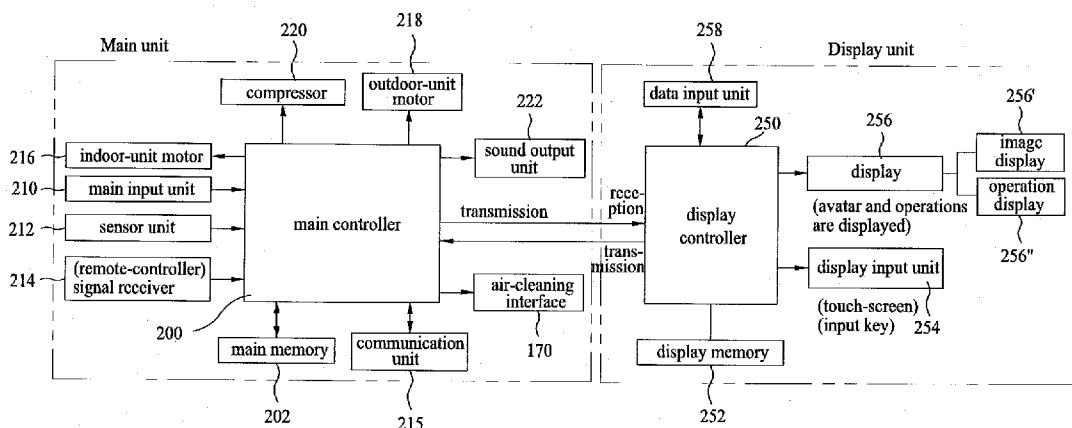 Main unit
Display unit
220
218
258
256
256'
compressor
outdoor-unit
motor
data input unit
222
250
216
indoor-unit motor
sound output
unit
image
display
210
main input unit
display
operation
display
212
sensor unit
main controller
transmission
recep-
tion
display
controller
(avatar and operations
are displayed)
256"
trans-
mission
214
(remote-controller)
signal receiver
air-cleaning
interface
display input unit
(touch-screen)
(input key)
254
200
170
main memory
communication
unit
display memory
202
215
252